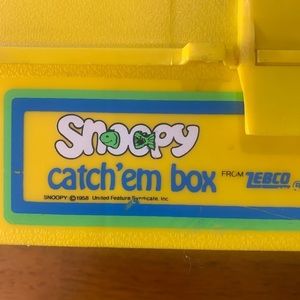 Snoopy
catch'em box FROM ZEBCO ®
SNOOPY: © 1958 United Feature Syndicate, Inc.